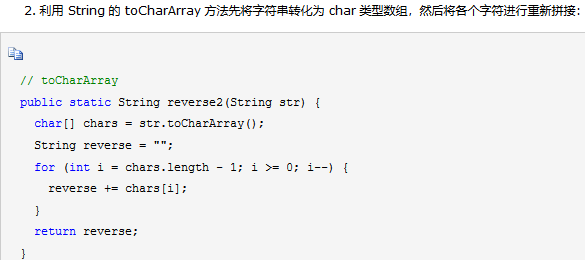 2. 利用 String 的 toCharArray 方法先将字符串转化为 char 类型数组，然后将各个字符进行重新拼接：
// toCharArray
public static String reverse2(String str) {
  char[] chars = str.toCharArray();
  String reverse = "";
  for (int i = chars.length - 1; i >= 0; i--) {
    reverse += chars[i];
  }
  return reverse;
}